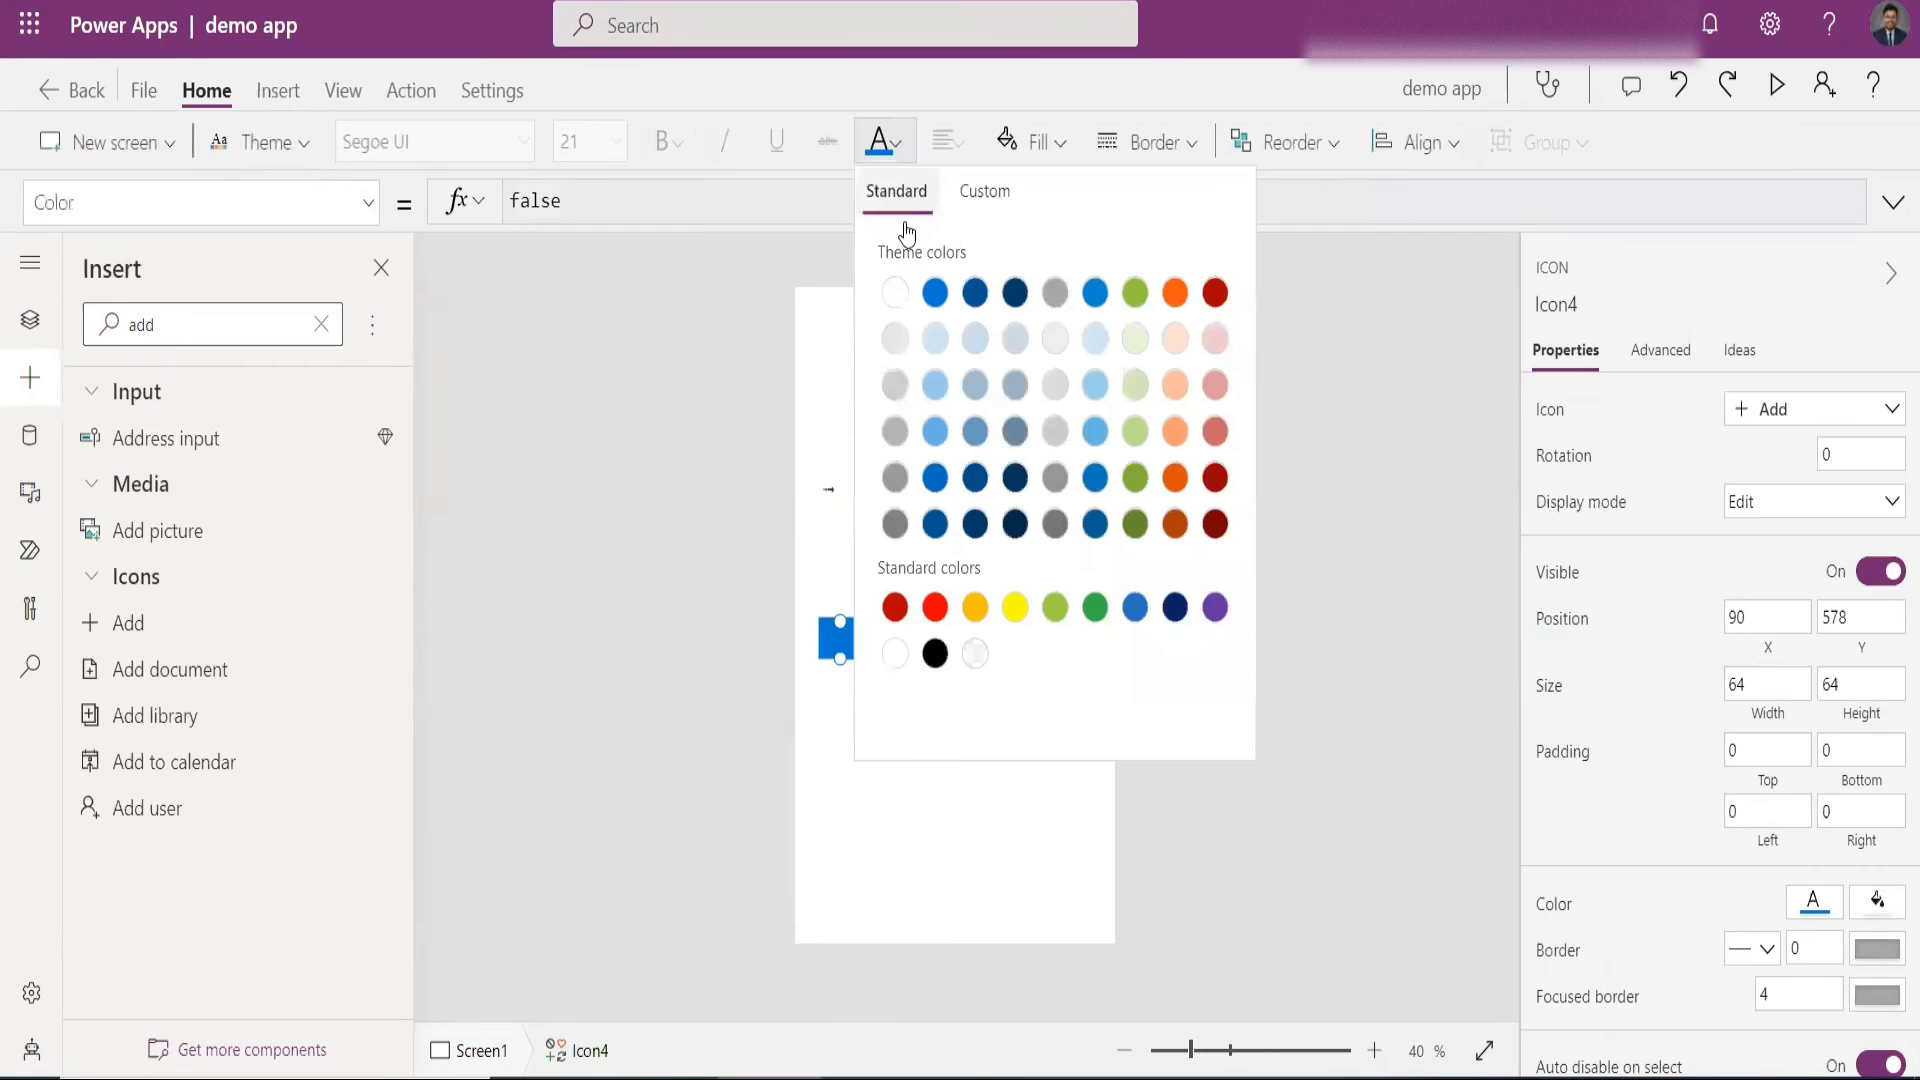 Power Apps | demo app
Search
Back File Home Insert View Action Settings
demo app
New screen Theme Segoe UI 21 B / U abc A Fill Border Reorder Align Group
Color = fx false
Standard Custom
Theme colors
Standard colors
Insert
add
Input
Address input
Media
Add picture
Icons
Add
Add document
Add library
Add to calendar
Add user
Get more components
Screen1 Icon4
40 %
ICON
Icon4
Properties Advanced Ideas
Icon Add
Rotation 0
Display mode Edit
Visible On
Position 90 578
X Y
Size 64 64
Width Height
Padding 0 0
Top Bottom
0 0
Left Right
Color A
Border 0
Focused border 4
Auto disable on select On